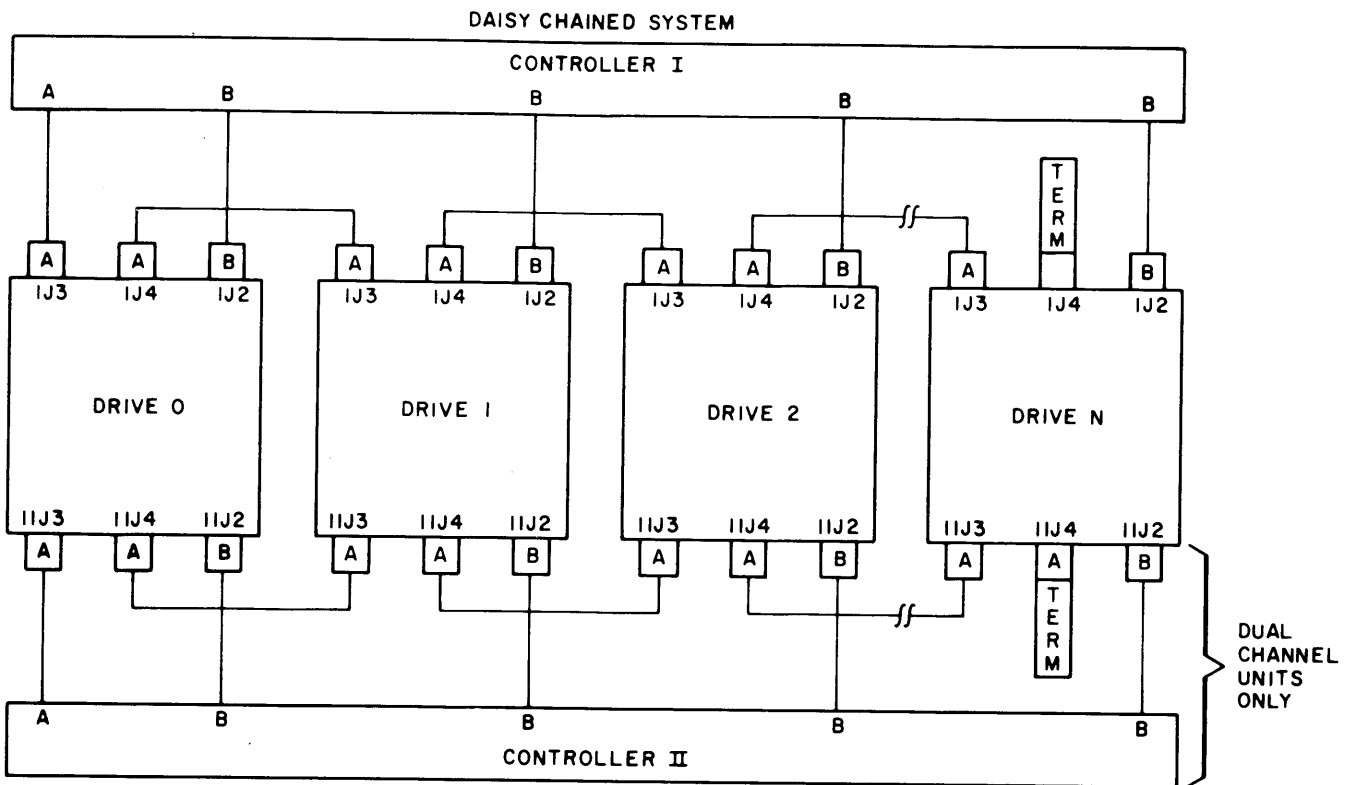 DAISY CHAINED SYSTEM
CONTROLLER I
A B B B B
TERM
A A B A A B A A B A B
IJ3 IJ4 IJ2 IJ3 IJ4 IJ2 IJ3 IJ4 IJ2 IJ3 IJ4 IJ2
DRIVE 0 DRIVE 1 DRIVE 2 DRIVE N
IIJ3 IIJ4 IIJ2 IIJ3 IIJ4 IIJ2 IIJ3 IIJ4 IIJ2 IIJ3 IIJ4 IIJ2
A A B A A B A A B A A B
TERM
DUAL
CHANNEL
UNITS
ONLY
A B B B B
CONTROLLER II